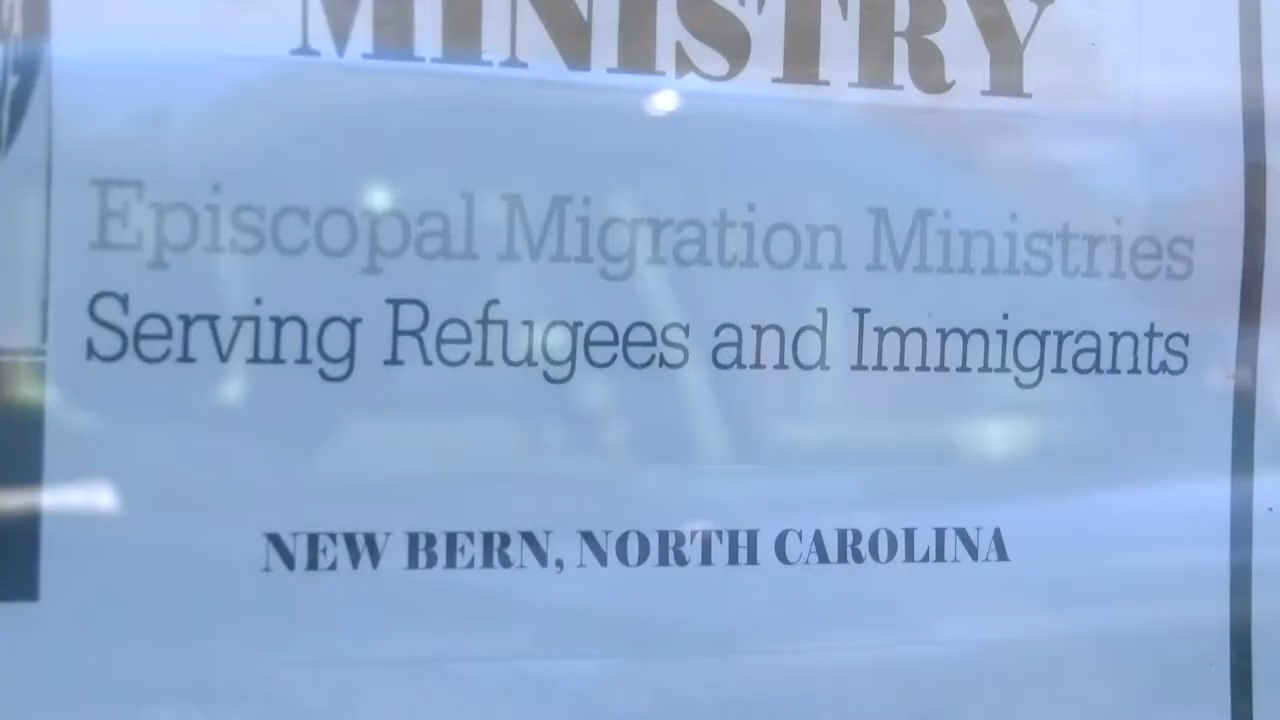 MINISTRY
Episcopal Migration Ministries
Serving Refugees and Immigrants
NEW BERN, NORTH CAROLINA